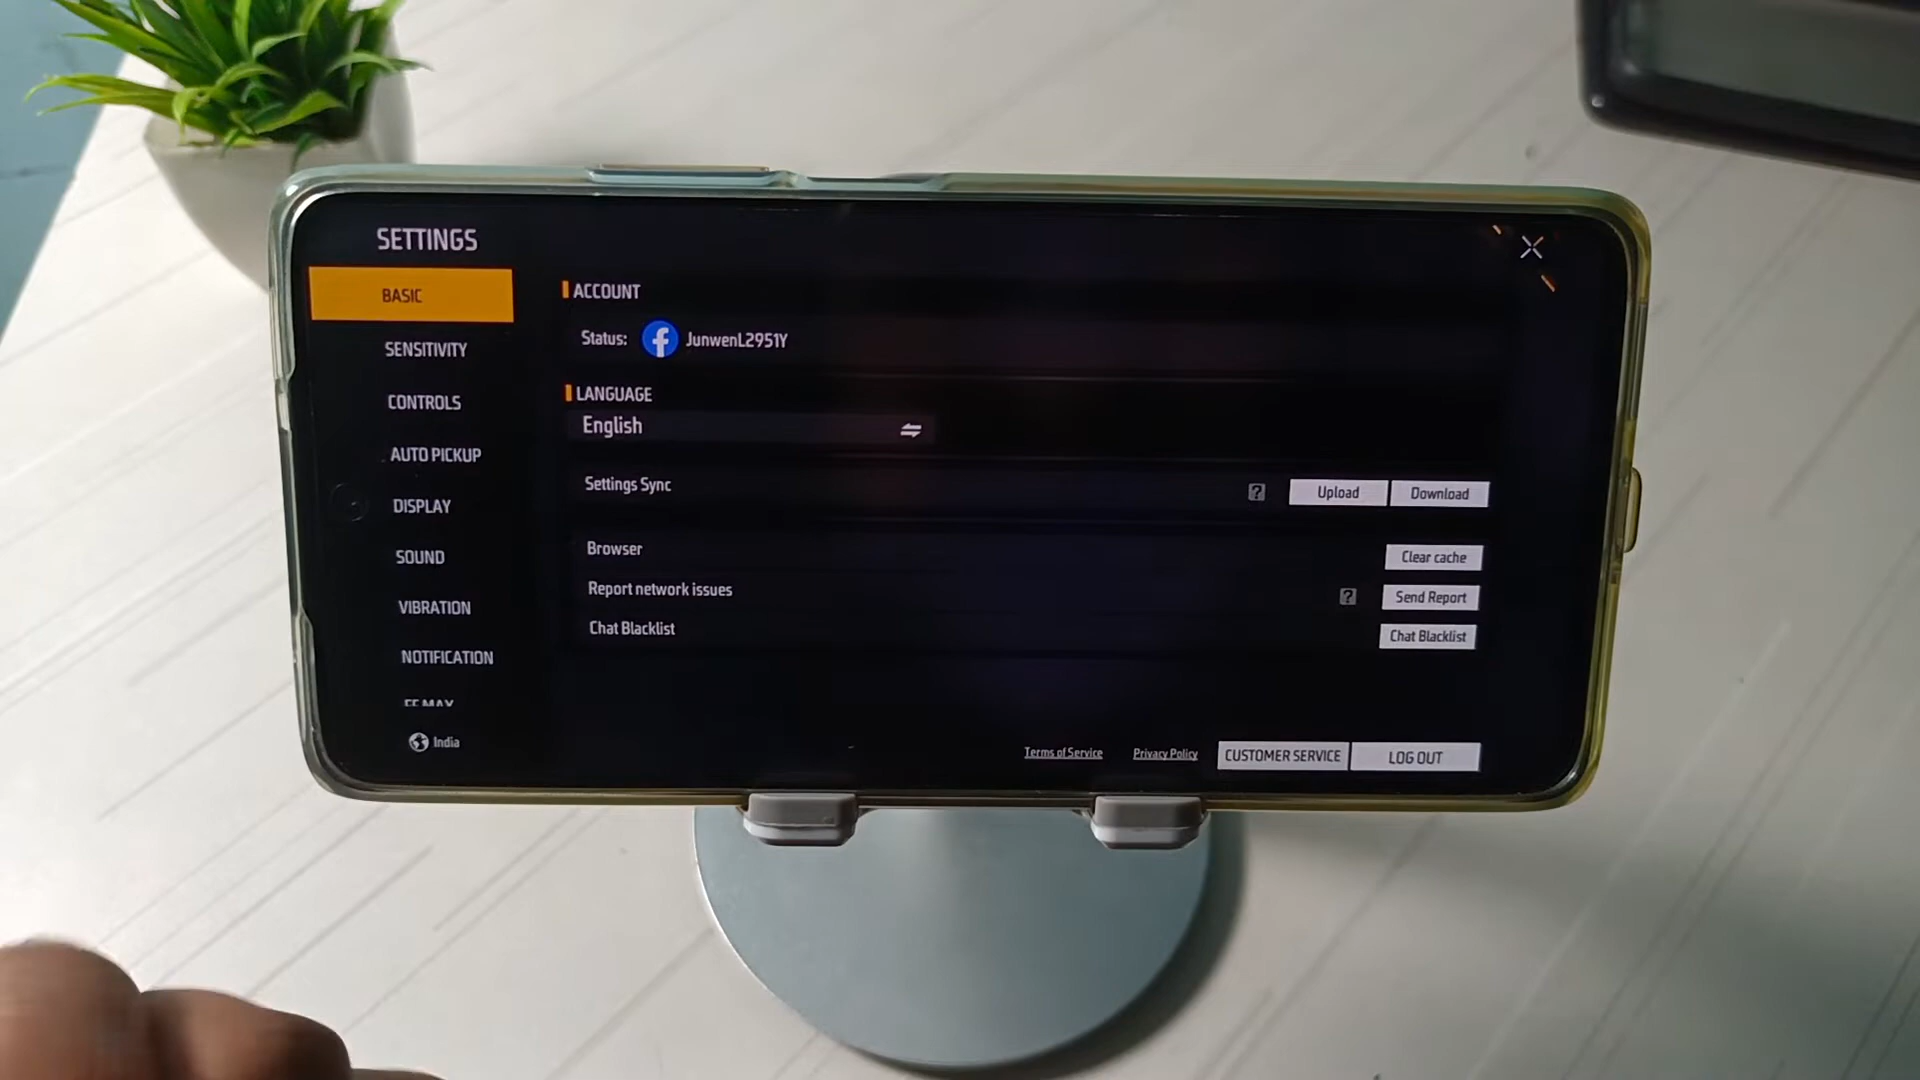 SETTINGS
BASIC
SENSITIVITY
CONTROLS
AUTO PICKUP
DISPLAY
SOUND
VIBRATION
NOTIFICATION
FF MAX
India
ACCOUNT
Status: JunwenL2951Y
LANGUAGE
English
Settings Sync ? Upload Download
Browser Clear cache
Report network issues ? Send Report
Chat Blacklist Chat Blacklist
Terms of Service Privacy Policy CUSTOMER SERVICE LOG OUT